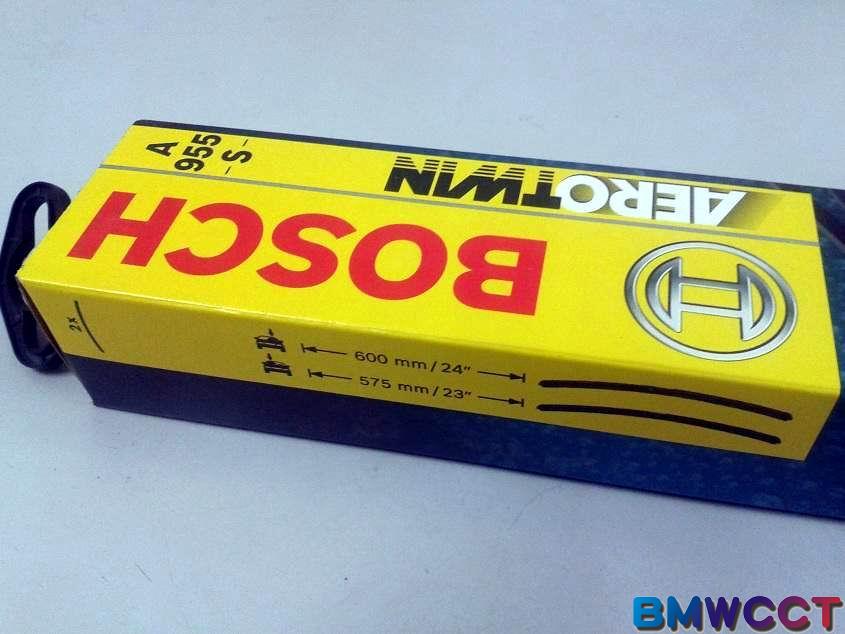 A
955
-S-
AEROTWIN
BOSCH
2x
600 mm/24"
575 mm/23"
BMWCCT